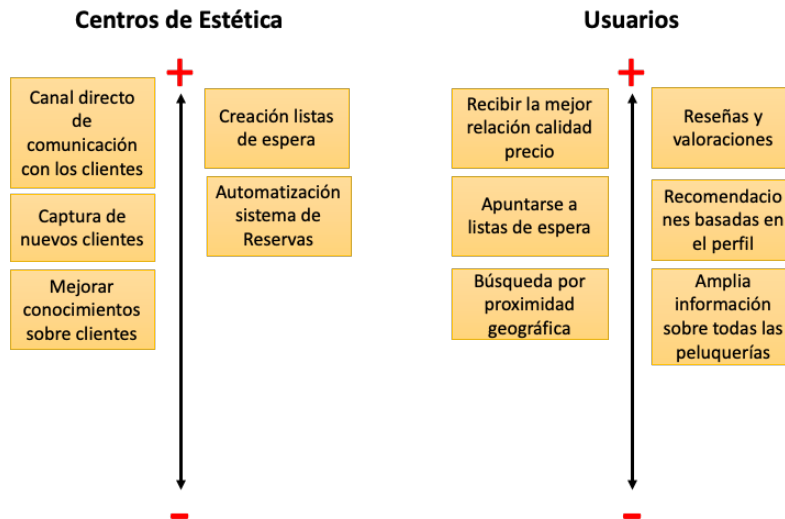 Centros de Estética
+
Canal directo
de
comunicación
con los clientes
Captura de
nuevos clientes
Mejorar
conocimientos
sobre clientes
Creación listas
de espera
Automatización
sistema de
Reservas
-
Usuarios
+
Recibir la mejor
relación calidad
precio
Apuntarse a
listas de espera
Búsqueda por
proximidad
geográfica
Reseñas y
valoraciones
Recomendacio
nes basadas en
el perfil
Amplia
información
sobre todas las
peluquerías
-